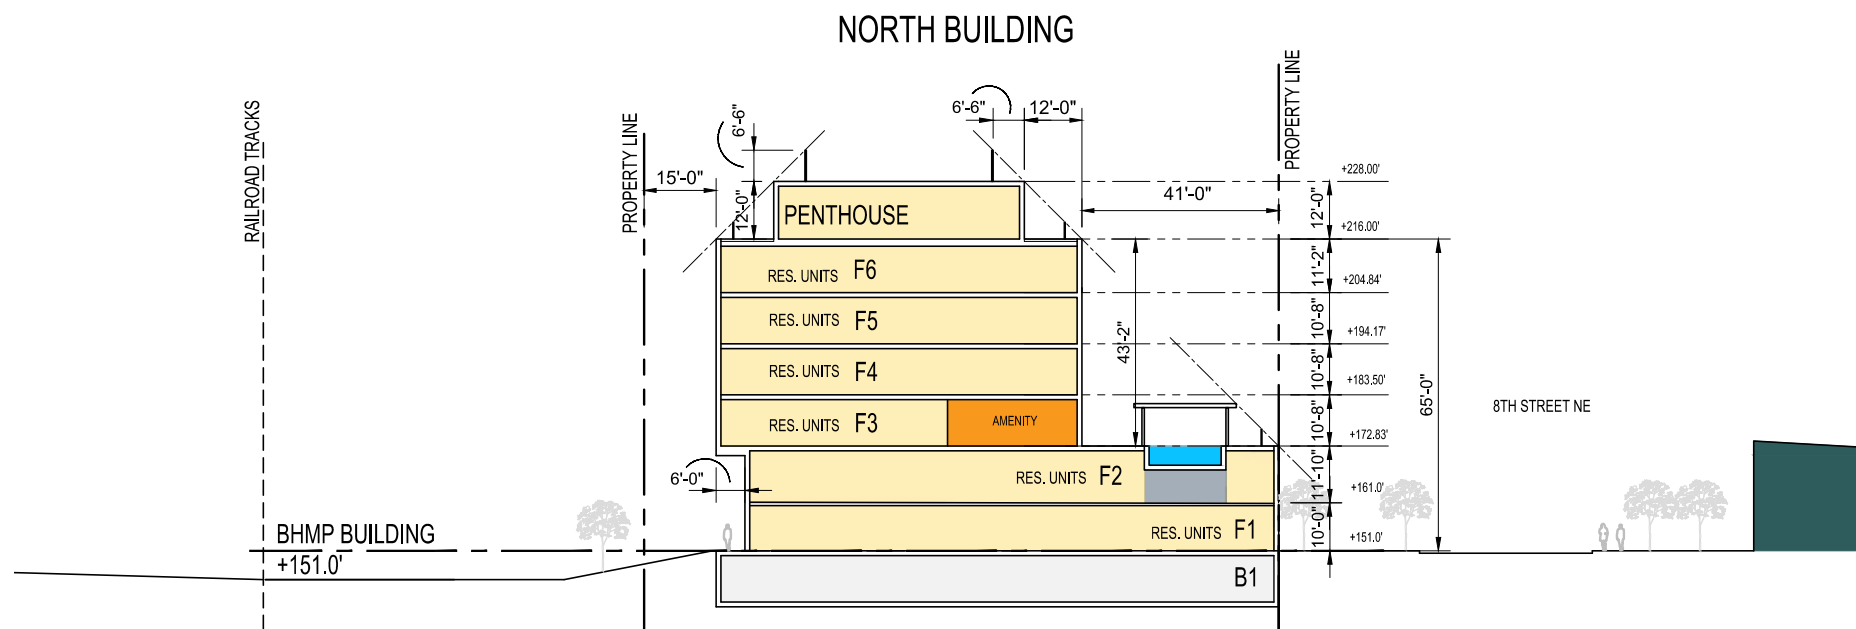 NORTH BUILDING
RAILROAD TRACKS
PROPERTY LINE
PROPERTY LINE
6'-6"
6'-6"
12'-0"
15'-0"
12'-0"
41'-0"
PENTHOUSE
+228.00'
12'-0"
+216.00'
RES. UNITS F6
11'-2"
+204.84'
RES. UNITS F5
10'-8"
+194.17'
43'-2"
RES. UNITS F4
10'-8"
+183.50'
65'-0"
8TH STREET NE
RES. UNITS F3
AMENITY
10'-8"
+172.83'
6'-0"
RES. UNITS F2
11'-10"
+161.0'
BHMP BUILDING
+151.0'
RES. UNITS F1
10'-0"
+151.0'
B1